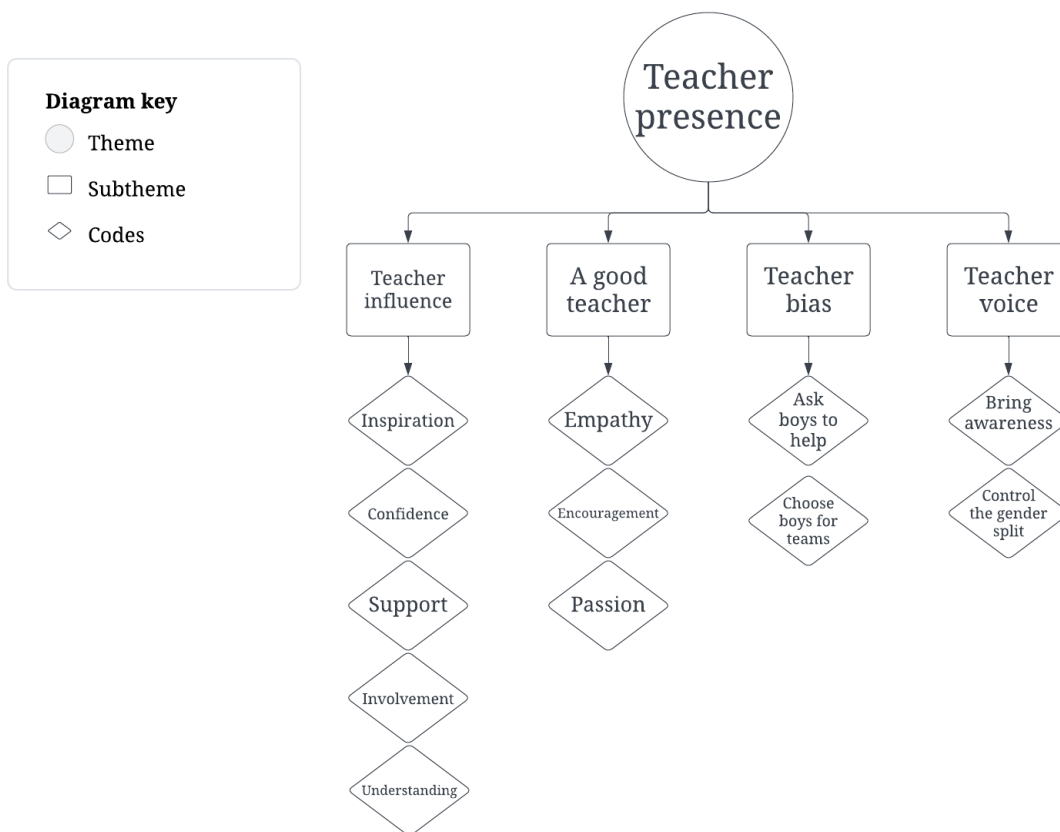 Diagram key
Theme
Subtheme
Codes
Teacher
presence
Teacher
influence
A good
teacher
Teacher
bias
Teacher
voice
Inspiration
Confidence
Support
Involvement
Understanding
Empathy
Encouragement
Passion
Ask
boys to
help
Choose
boys for
teams
Bring
awareness
Control
the gender
split